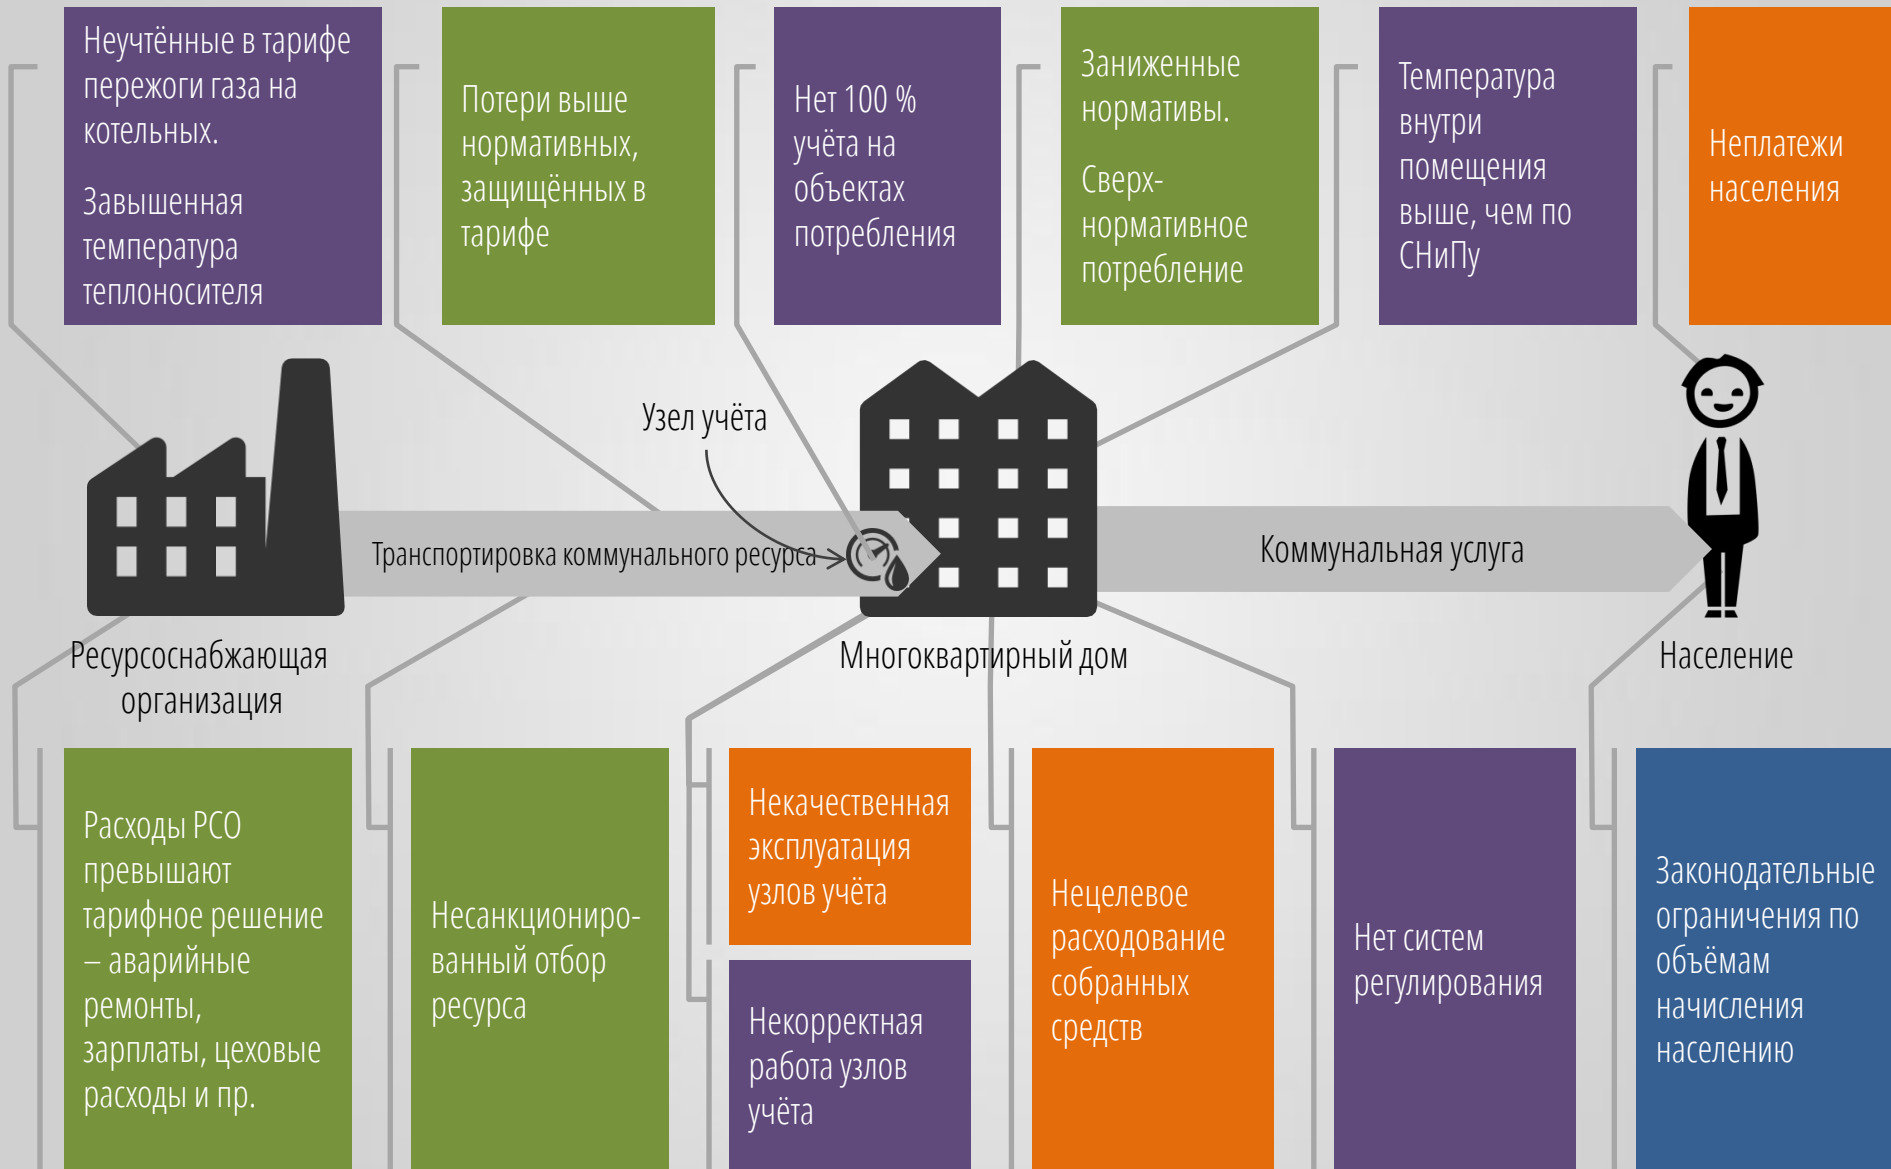 Неучтённые в тарифе
пережоги газа на
котельных.
Завышенная
температура
теплоносителя
Потери выше
нормативных,
защищённых в
тарифе
Нет 100 %
учёта на
объектах
потребления
Заниженные
нормативы.
Сверх-
нормативное
потребление
Температура
внутри
помещения
выше, чем по
СНиПу
Неплатежи
населения
Узел учёта
Транспортировка коммунального ресурса
Коммунальная услуга
Ресурсоснабжающая
организация
Многоквартирный дом
Население
Расходы РСО
превышают
тарифное решение
– аварийные
ремонты,
зарплаты, цеховые
расходы и пр.
Несанкциониро-
ванный отбор
ресурса
Некачественная
эксплуатация
узлов учёта
Некорректная
работа узлов
учёта
Нецелевое
расходование
собранных
средств
Нет систем
регулирования
Законодательные
ограничения по
объёмам
начисления
населению